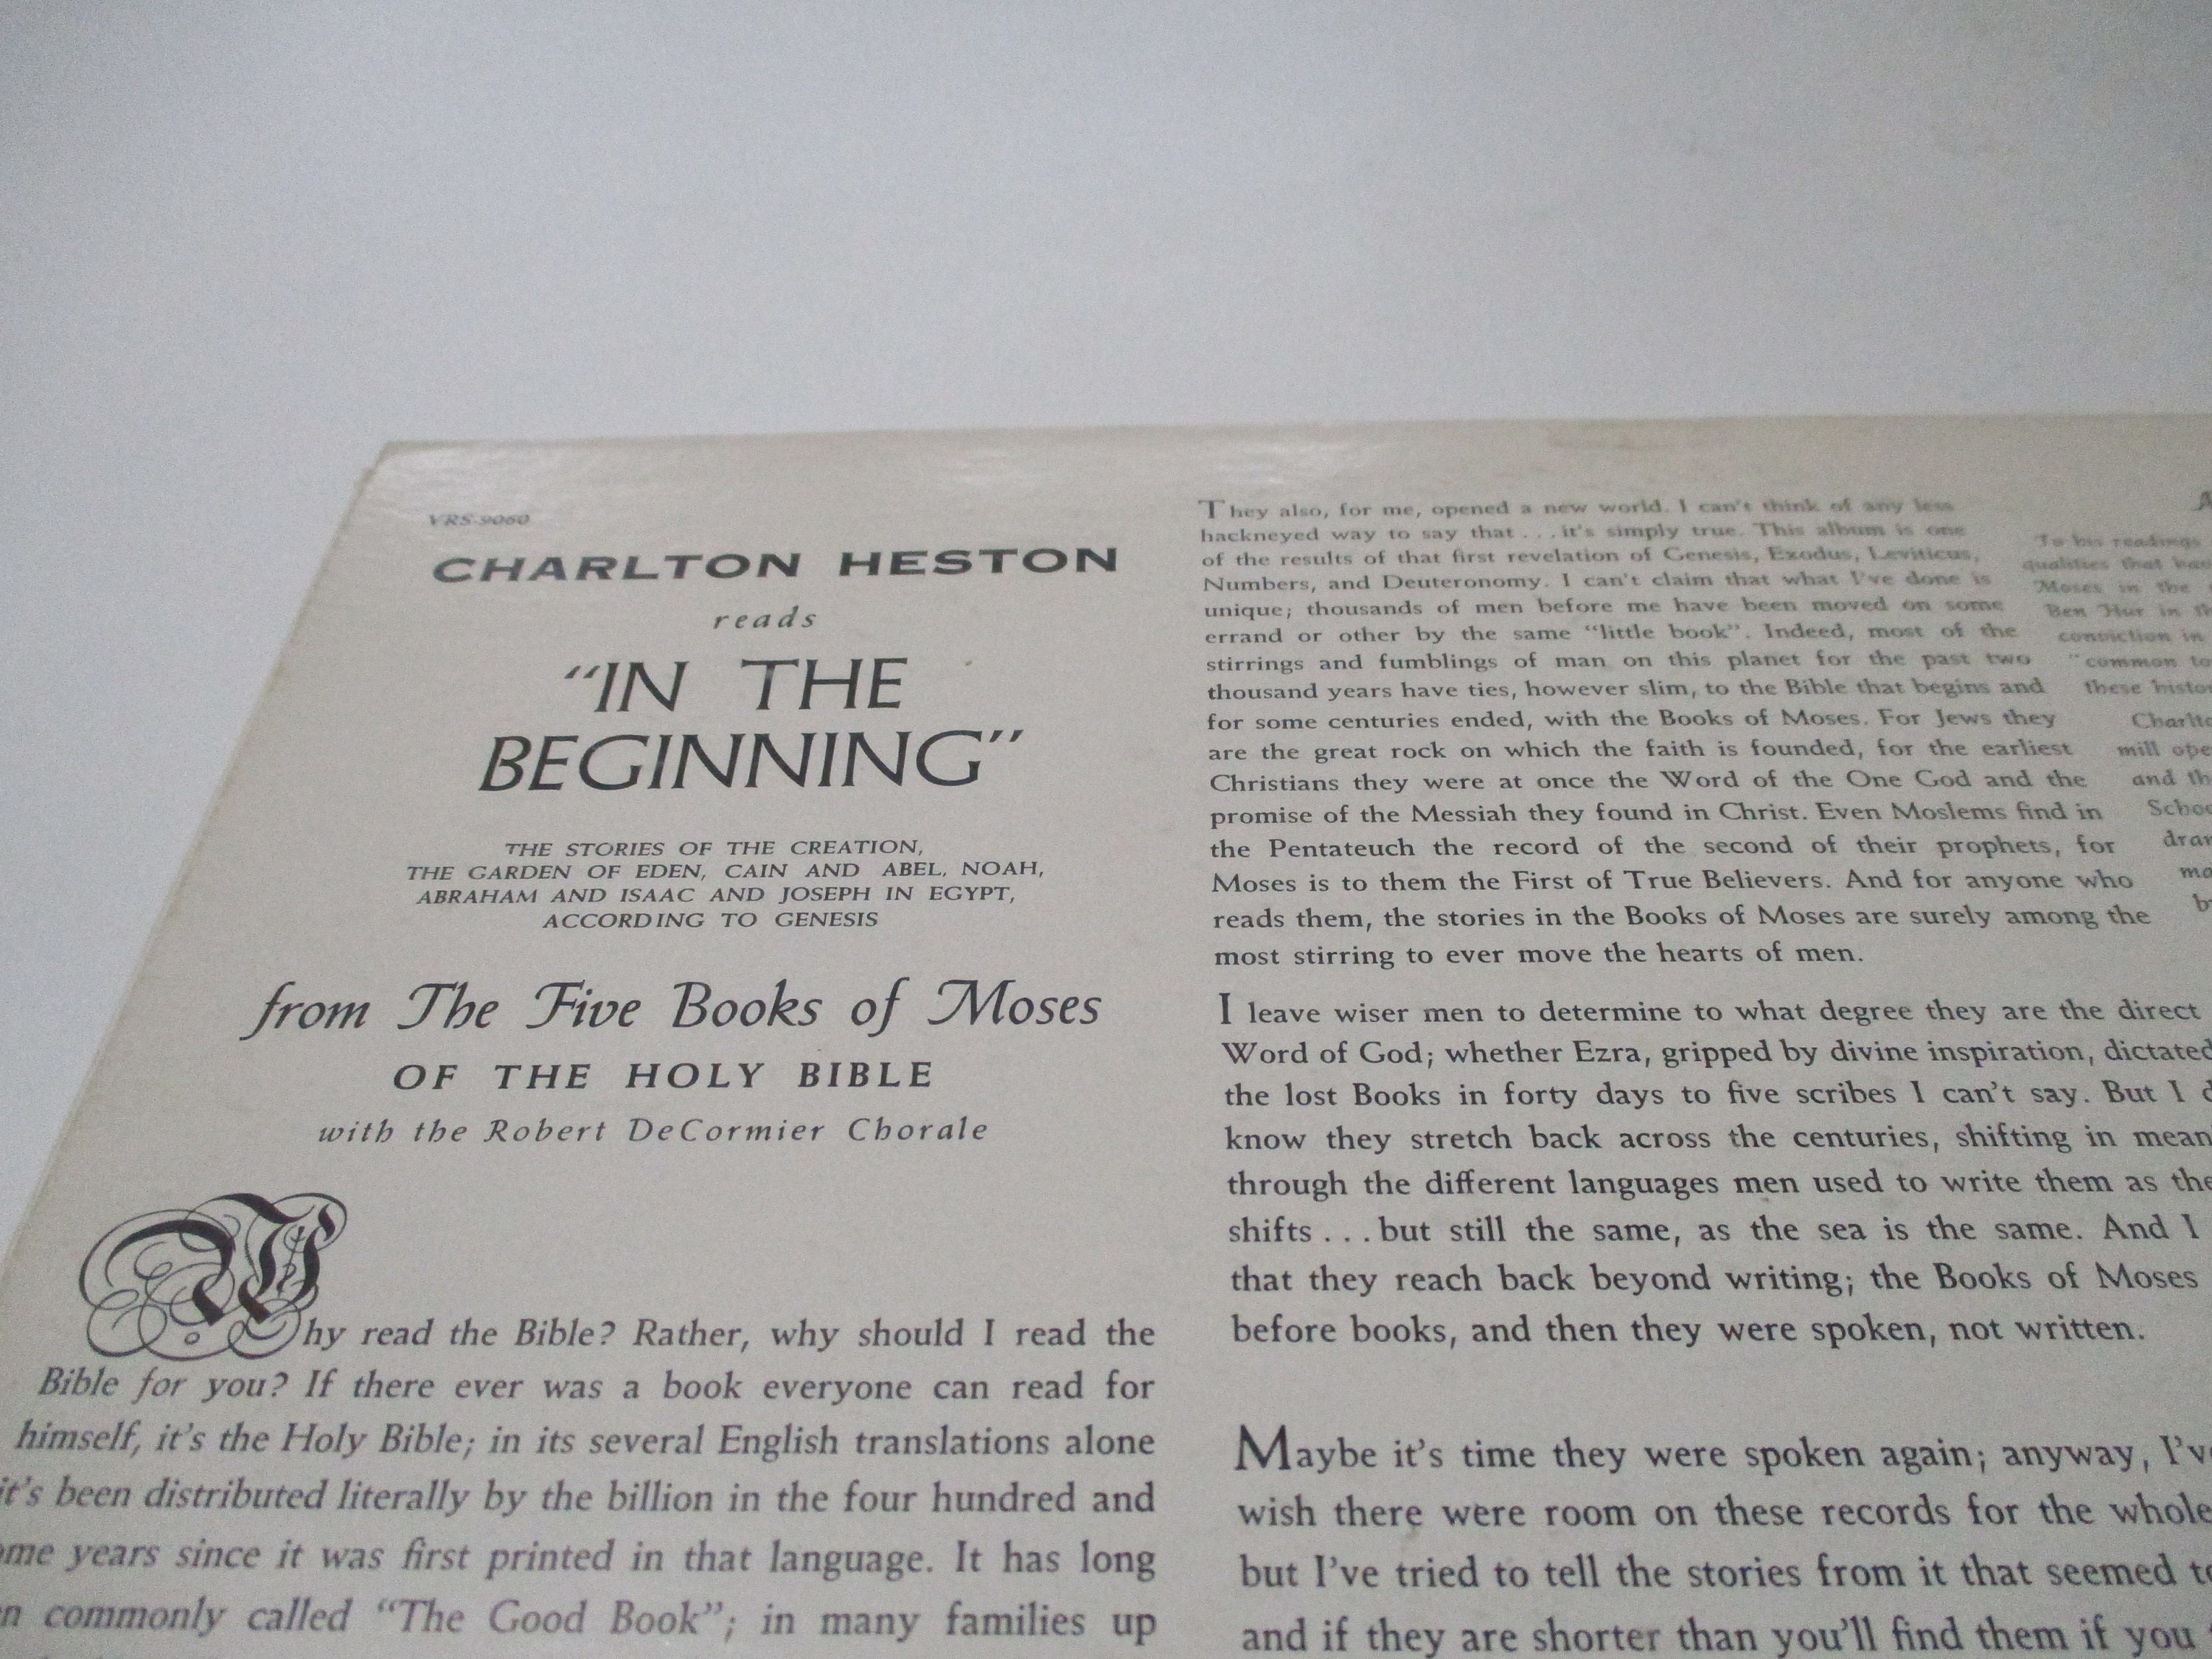 VRS-9060
CHARLTON HESTON
reads
"IN THE
BEGINNING"
THE STORIES OF THE CREATION,
THE GARDEN OF EDEN, CAIN AND ABEL, NOAH,
ABRAHAM AND ISAAC AND JOSEPH IN EGYPT,
ACCORDING TO GENESIS
from The Five Books of Moses
OF THE HOLY BIBLE
with the Robert DeCormier Chorale
Why read the Bible? Rather, why should I read the
Bible for you? If there ever was a book everyone can read for
himself, it's the Holy Bible; in its several English translations alone
it's been distributed literally by the billion in the four hundred and
years since it was first printed in that language. It has long
commonly called "The Good Book"; in many families up
They also, for me, opened a new world. I can't think of any less
hackneyed way to say that . . . it's simply true. This album is one
of the results of that first revelation of Genesis, Exodus, Leviticus,
Numbers, and Deuteronomy. I can't claim that what I've done is
unique; thousands of men before me have been moved on some
errand or other by the same "little book". Indeed, most of the
stirrings and fumblings of man on this planet for the past two
thousand years have ties, however slim, to the Bible that begins and
for some centuries ended, with the Books of Moses. For Jews they
are the great rock on which the faith is founded, for the earliest
Christians they were at once the Word of the One God and the
promise of the Messiah they found in Christ. Even Moslems find in
the Pentateuch the record of the second of their prophets, for
Moses is to them the First of True Believers. And for anyone who
reads them, the stories in the Books of Moses are surely among the
most stirring to ever move the hearts of men.
I leave wiser men to determine to what degree they are the direct
Word of God; whether Ezra, gripped by divine inspiration, dictated
the lost Books in forty days to five scribes I can't say. But I
know they stretch back across the centuries, shifting in
through the different languages men used to write them as
shifts . . . but still the same, as the sea is the same. And I
that they reach back beyond writing; the Books of Moses
before books, and then they were spoken, not written.
Maybe it's time they were spoken again; anyway,
wish there were room on these records for the whole
but I've tried to tell the stories from it that seemed
and if they are shorter than you'll find them if you
To his readings
qualities that
Moses in the
Ben Hur in
conviction in
"common
these
mill
and